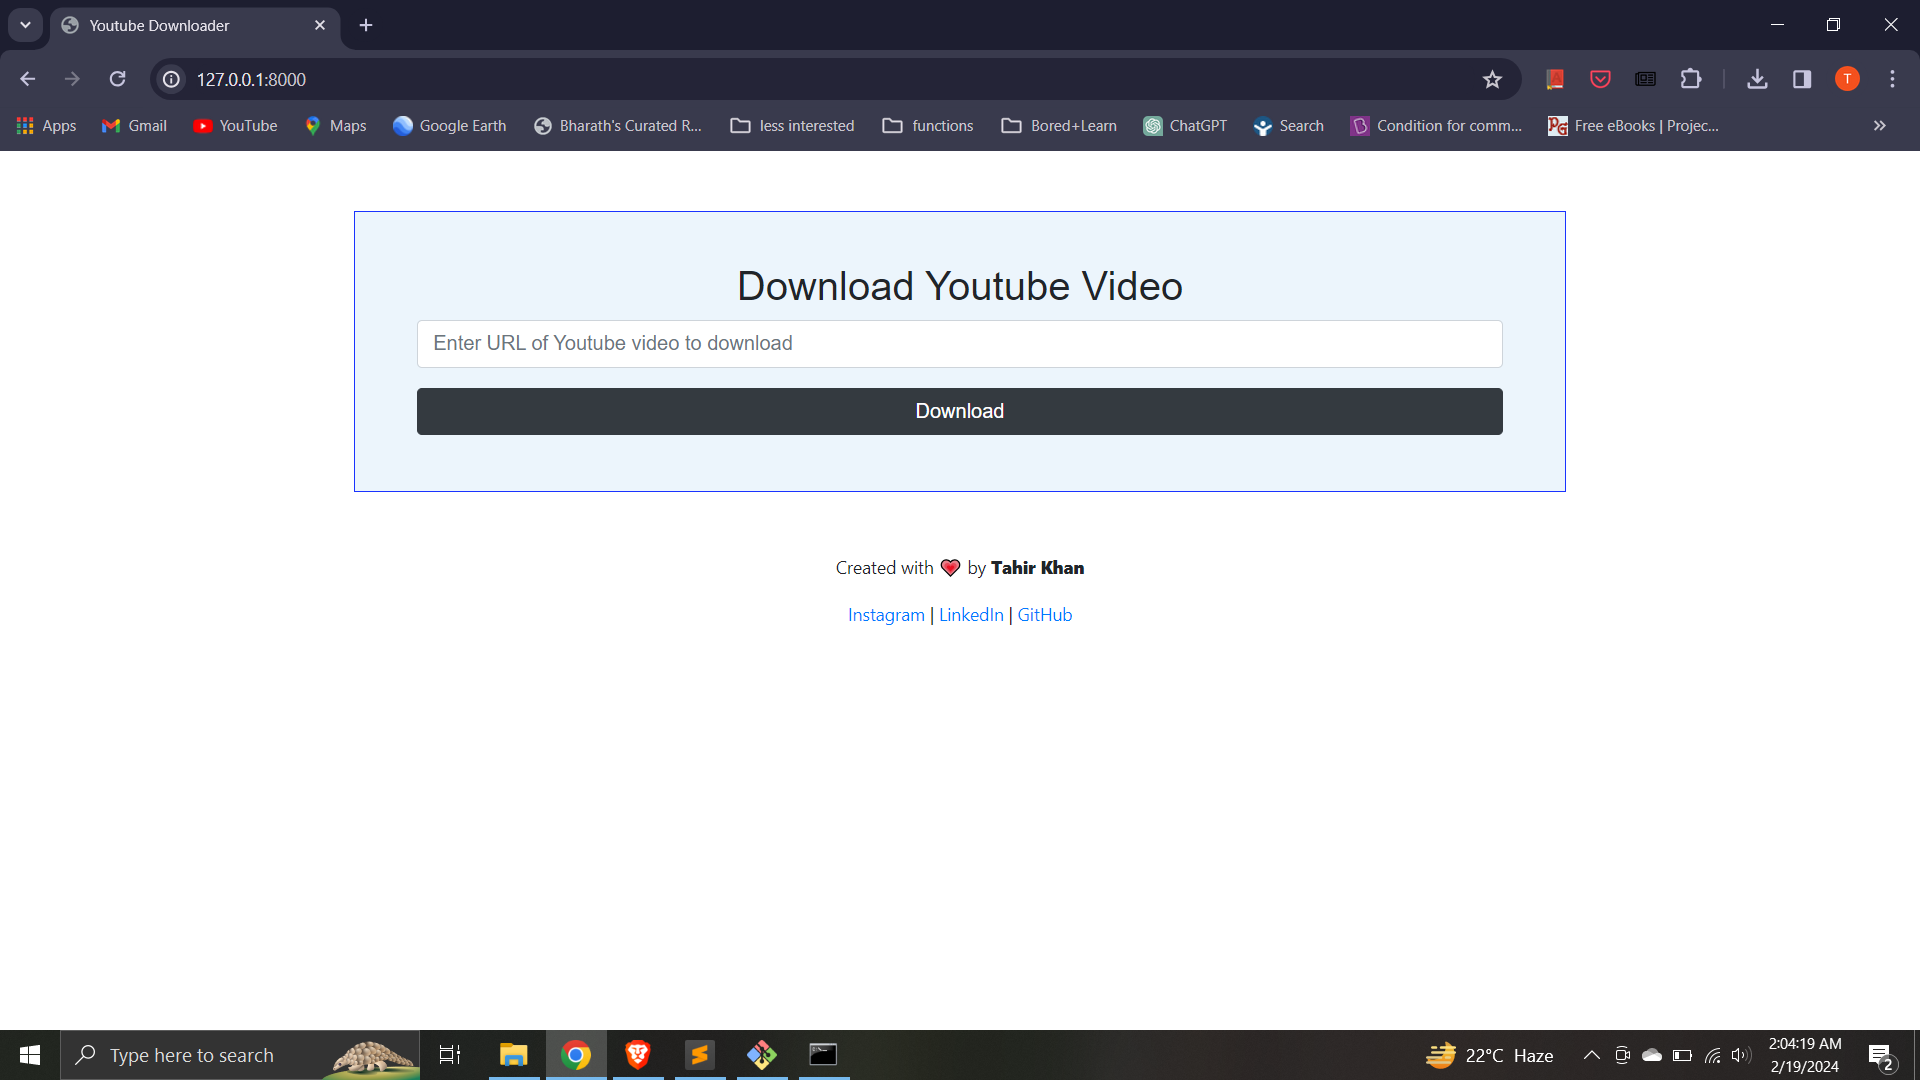 Youtube Downloader
127.0.0.1:8000
T
Apps Gmail YouTube Maps Google Earth Bharath's Curated R... less interested functions Bored+Learn ChatGPT Search Condition for comm... Free eBooks | Projec...
Download Youtube Video
Enter URL of Youtube video to download
Download
Created with ❤ by Tahir Khan
Instagram | LinkedIn | GitHub
Type here to search
22°C Haze
2:04:19 AM
2/19/2024
2